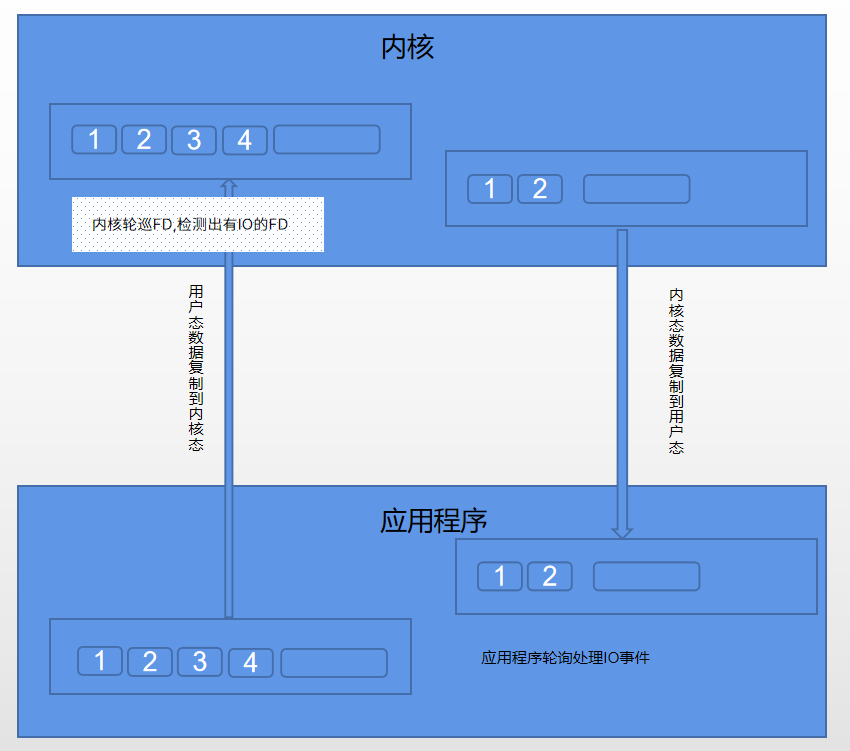 内核
1 2 3 4
1 2
内核轮巡FD,检测出有IO的FD
用户态数据复制到内核态
内核态数据复制到用户态
应用程序
1 2
1 2 3 4
应用程序轮询处理IO事件